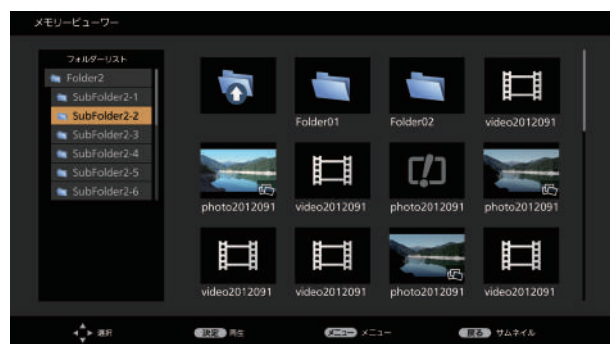 メモリービューワー
フォルダーリスト
Folder2
SubFolder2-1
SubFolder2-2
SubFolder2-3
SubFolder2-4
SubFolder2-5
SubFolder2-6
Folder01 Folder02 video2012091
photo2012091 video2012091 photo2012091 photo2012091
video2012091 video2012091 photo2012091 video2012091
選択 決定 再生 メニュー メニュー 戻る サムネイル